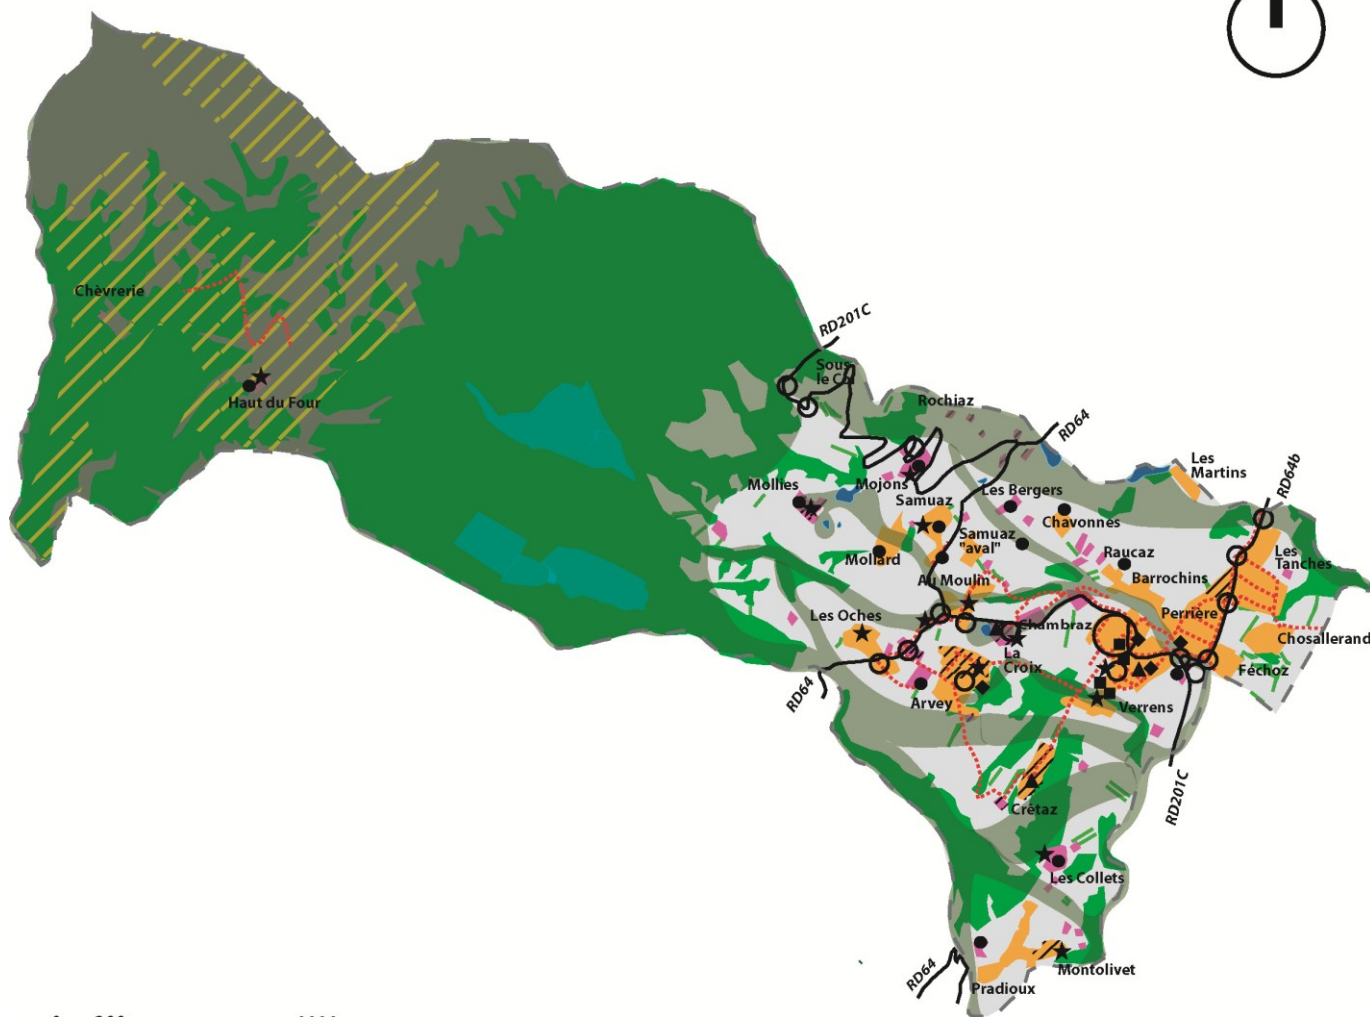 RD201C
Chèvrerie
Sous
le Col
Haut du Four
Rochiaz
RD64
Les
Martins
RD64b
Mollies
Mojons
Les Bergers
Samuaz
Chavonnes
Samuaz
"aval"
Mollard
Raucaz
Les
Tanches
Au Moulin
Barrochins
Les Oches
Perrière
Chambraz
Chosallerand
La
Croix
Féchoz
RD64
Arvey
Verrens
RD201C
Crétaz
Les Collets
RD64
Montolivet
Pradioux